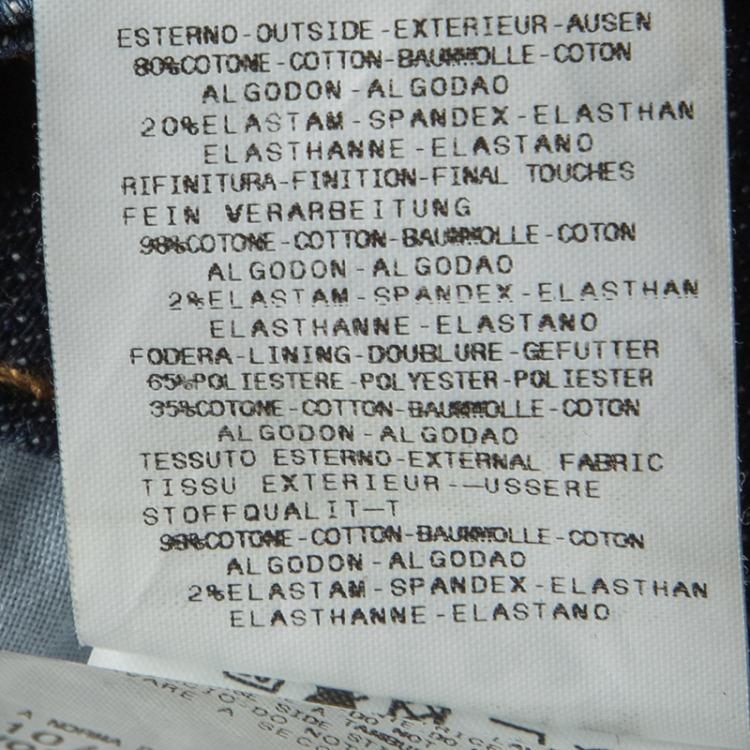 ESTERNO-OUTSIDE-EXTERIEUR-AUSEN
80%COTONE-COTTON-BAUMWOLLE-COTON
ALGODON-ALGODAO
20%ELASTAM-SPANDEX-ELASTHAN
ELASTHANNE-ELASTANO
RIFINITURA-FINITION-FINAL TOUCHES
FEIN VERARBEITUNG
98%COTONE-COTTON-BAUMWOLLE-COTON
ALGODON-ALGODAO
2%ELASTAM-SPANDEX-ELASTHAN
ELASTHANNE-ELASTANO
FODERA-LINING-DOUBLURE-GEFUTTER
65%POLIESTERE-POLYESTER-POLIESTER
35%COTONE-COTTON-BAUMWOLLE-COTON
ALGODON-ALGODAO
TESSUTO ESTERNO-EXTERNAL FABRIC
TISSU EXTERIEUR--—USSERE
STOFFQUALIT—T
98%COTONE-COTTON-BAUMWOLLE-COTON
ALGODON-ALGODAO
2%ELASTAM-SPANDEX-ELASTHAN
ELASTHANNE-ELASTANO
A NORMA
SIDE
CARE A